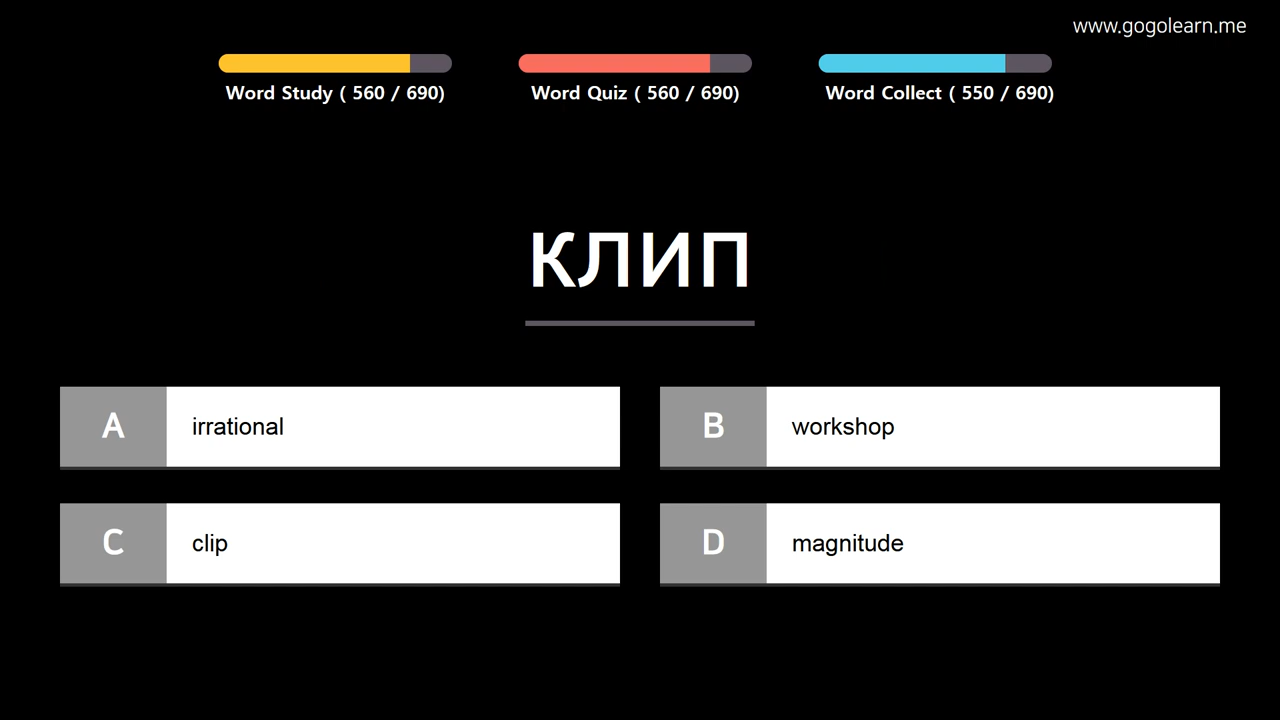 www.gogolearn.me
Word Study ( 560 / 690)
Word Quiz ( 560 / 690)
Word Collect ( 550 / 690)
КЛИП
A irrational
B workshop
C clip
D magnitude